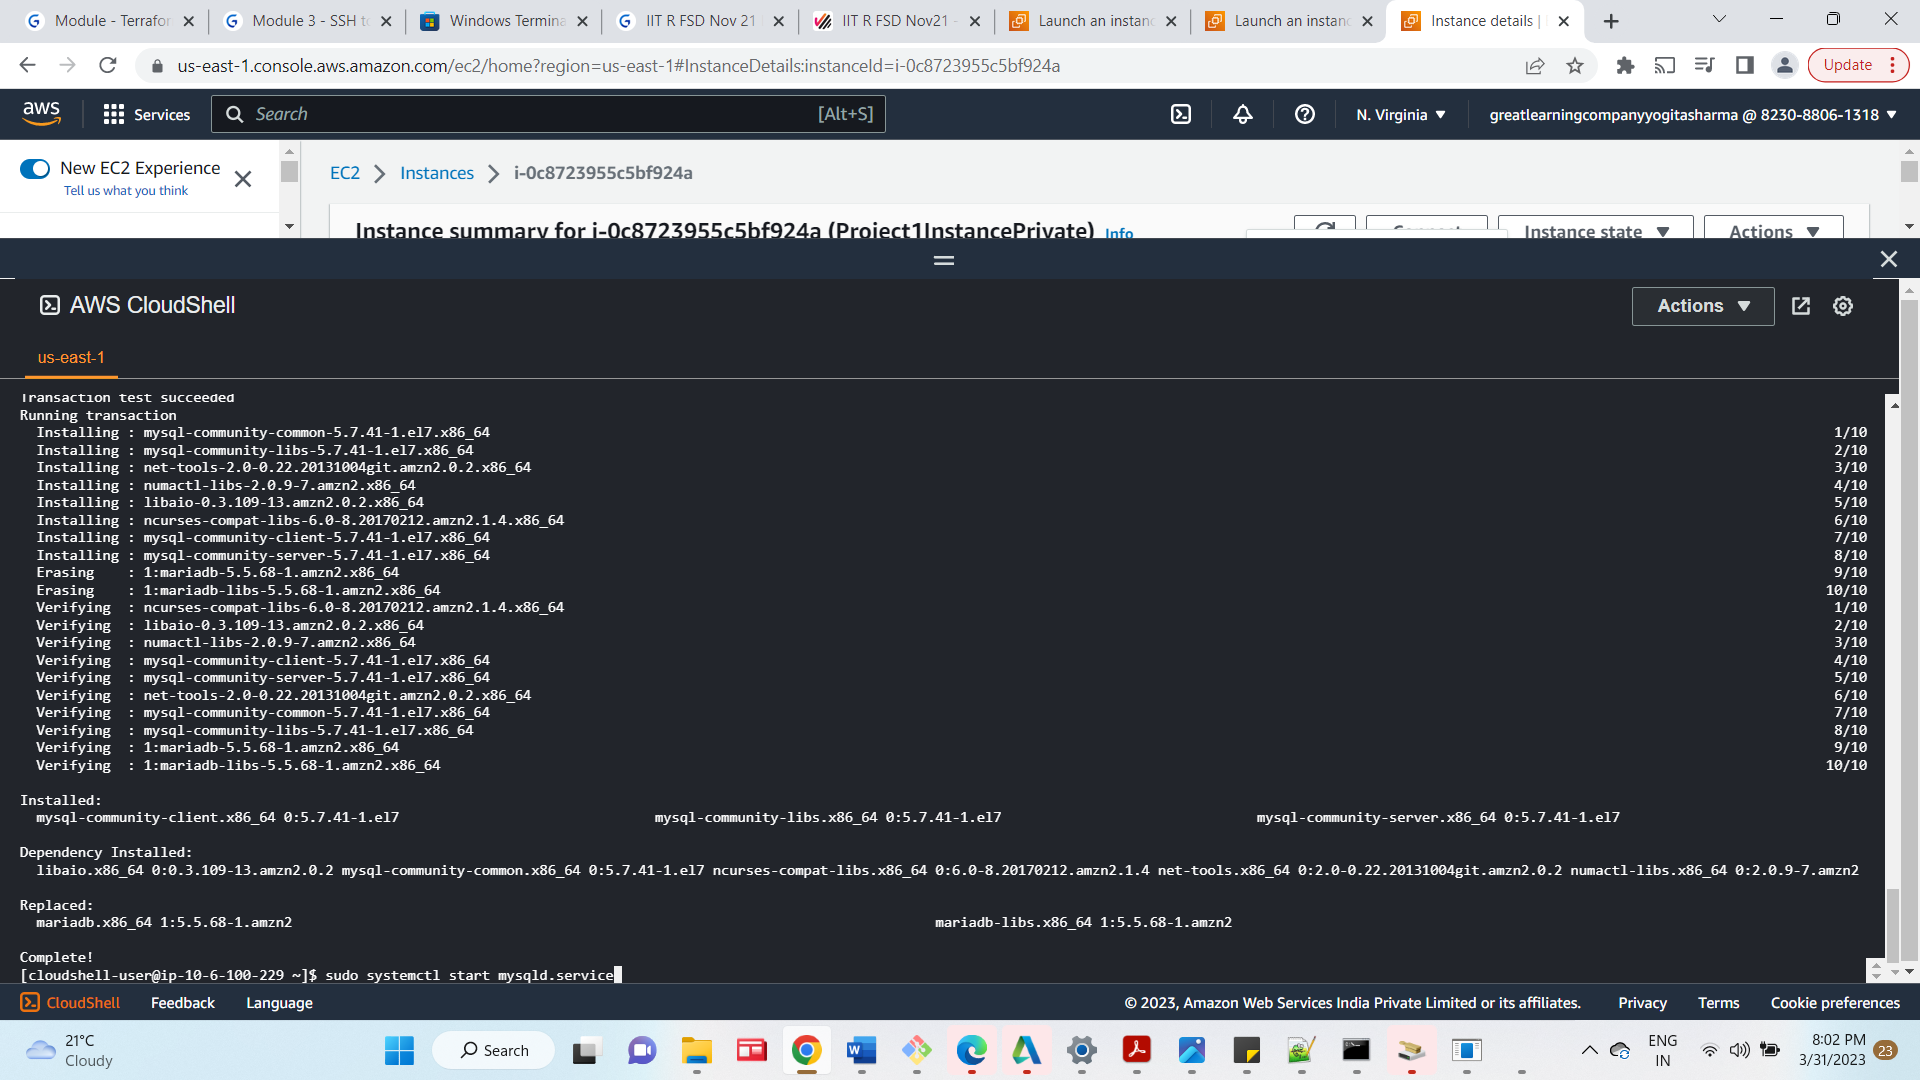 Module - Terrafor
Module 3 - SSH to
Windows Termina
IIT R FSD Nov 21
IIT R FSD Nov21 -
Launch an instanc
Launch an instanc
Instance details |
us-east-1.console.aws.amazon.com/ec2/home?region=us-east-1#InstanceDetails:instanceId=i-0c8723955c5bf924a
Update
aws
Services
Search
[Alt+S]
N. Virginia
greatlearningcompanyyogitasharma @ 8230-8806-1318
New EC2 Experience
Tell us what you think
EC2
Instances
i-0c8723955c5bf924a
Instance summary for i-0c8723955c5bf924a (Project1InstancePrivate) Info
Connect
Instance state
Actions
AWS CloudShell
Actions
us-east-1
Transaction test succeeded
Running transaction
Installing : mysql-community-common-5.7.41-1.el7.x86_64 1/10
Installing : mysql-community-libs-5.7.41-1.el7.x86_64 2/10
Installing : net-tools-2.0-0.22.20131004git.amzn2.0.2.x86_64 3/10
Installing : numactl-libs-2.0.9-7.amzn2.x86_64 4/10
Installing : libaio-0.3.109-13.amzn2.0.2.x86_64 5/10
Installing : ncurses-compat-libs-6.0-8.20170212.amzn2.1.4.x86_64 6/10
Installing : mysql-community-client-5.7.41-1.el7.x86_64 7/10
Installing : mysql-community-server-5.7.41-1.el7.x86_64 8/10
Erasing : 1:mariadb-5.5.68-1.amzn2.x86_64 9/10
Erasing : 1:mariadb-libs-5.5.68-1.amzn2.x86_64 10/10
Verifying : ncurses-compat-libs-6.0-8.20170212.amzn2.1.4.x86_64 1/10
Verifying : libaio-0.3.109-13.amzn2.0.2.x86_64 2/10
Verifying : numactl-libs-2.0.9-7.amzn2.x86_64 3/10
Verifying : mysql-community-client-5.7.41-1.el7.x86_64 4/10
Verifying : mysql-community-server-5.7.41-1.el7.x86_64 5/10
Verifying : net-tools-2.0-0.22.20131004git.amzn2.0.2.x86_64 6/10
Verifying : mysql-community-common-5.7.41-1.el7.x86_64 7/10
Verifying : mysql-community-libs-5.7.41-1.el7.x86_64 8/10
Verifying : 1:mariadb-5.5.68-1.amzn2.x86_64 9/10
Verifying : 1:mariadb-libs-5.5.68-1.amzn2.x86_64 10/10
Installed:
mysql-community-client.x86_64 0:5.7.41-1.el7 mysql-community-libs.x86_64 0:5.7.41-1.el7 mysql-community-server.x86_64 0:5.7.41-1.el7
Dependency Installed:
libaio.x86_64 0:0.3.109-13.amzn2.0.2 mysql-community-common.x86_64 0:5.7.41-1.el7 ncurses-compat-libs.x86_64 0:6.0-8.20170212.amzn2.1.4 net-tools.x86_64 0:2.0-0.22.20131004git.amzn2.0.2 numactl-libs.x86_64 0:2.0.9-7.amzn2
Replaced:
mariadb.x86_64 1:5.5.68-1.amzn2 mariadb-libs.x86_64 1:5.5.68-1.amzn2
Complete!
[cloudshell-user@ip-10-6-100-229 ~]$ sudo systemctl start mysqld.service
CloudShell
Feedback
Language
© 2023, Amazon Web Services India Private Limited or its affiliates.
Privacy
Terms
Cookie preferences
21°C
Cloudy
Search
ENG
IN
8:02 PM
3/31/2023
23